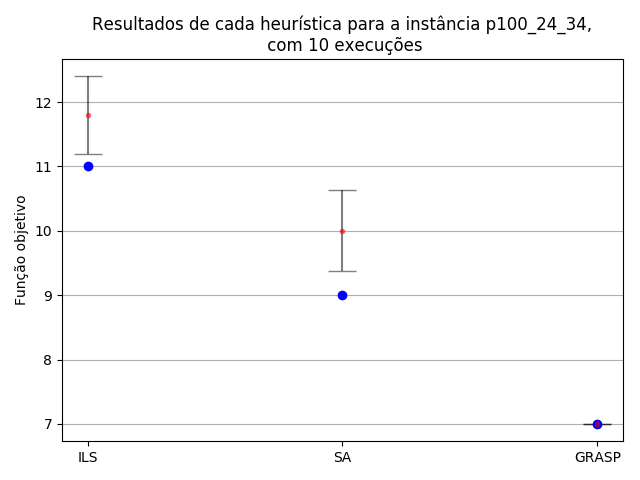 Resultados de cada heurística para a instância p100_24_34,
com 10 execuções
Função objetivo
12
11
10
9
8
7
ILS
SA
GRASP